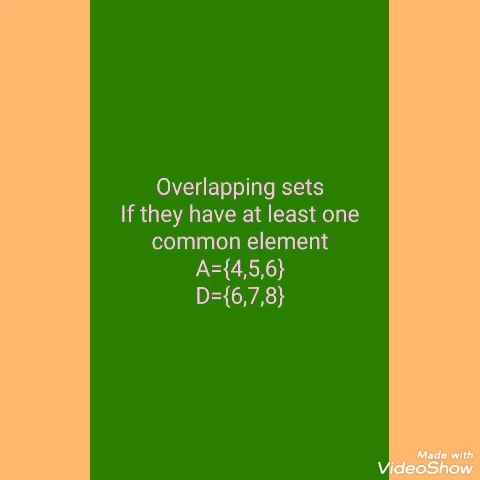 Overlapping sets
If they have at least one
common element
A={4,5,6}
D={6,7,8}
Made with
VideoShow